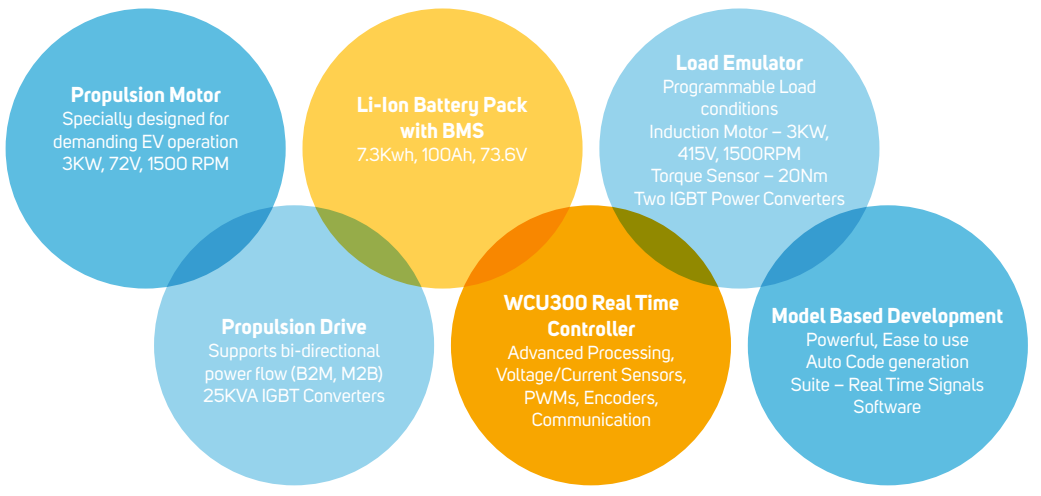 Propulsion Motor
Specially designed for
demanding EV operation
3KW, 72V, 1500 RPM
Li-Ion Battery Pack
with BMS
7.3Kwh, 100Ah, 73.6V
Load Emulator
Programmable Load
conditions
Induction Motor – 3KW,
415V, 1500RPM
Torque Sensor – 20Nm
Two IGBT Power Converters
Propulsion Drive
Supports bi-directional
power flow (B2M, M2B)
25KVA IGBT Converters
WCU300 Real Time
Controller
Advanced Processing,
Voltage/Current Sensors,
PWMs, Encoders,
Communication
Model Based Development
Powerful, Ease to use
Auto Code generation
Suite – Real Time Signals
Software